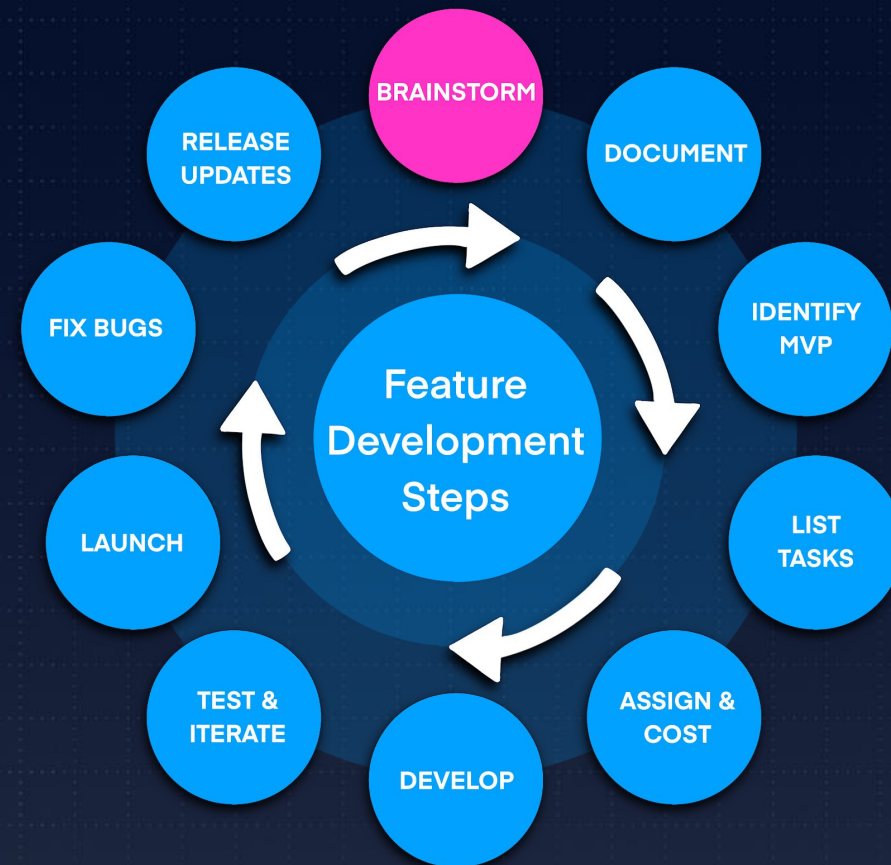 BRAINSTORM
DOCUMENT
IDENTIFY
MVP
LIST
TASKS
ASSIGN &
COST
DEVELOP
TEST &
ITERATE
LAUNCH
FIX BUGS
RELEASE
UPDATES
Feature
Development
Steps